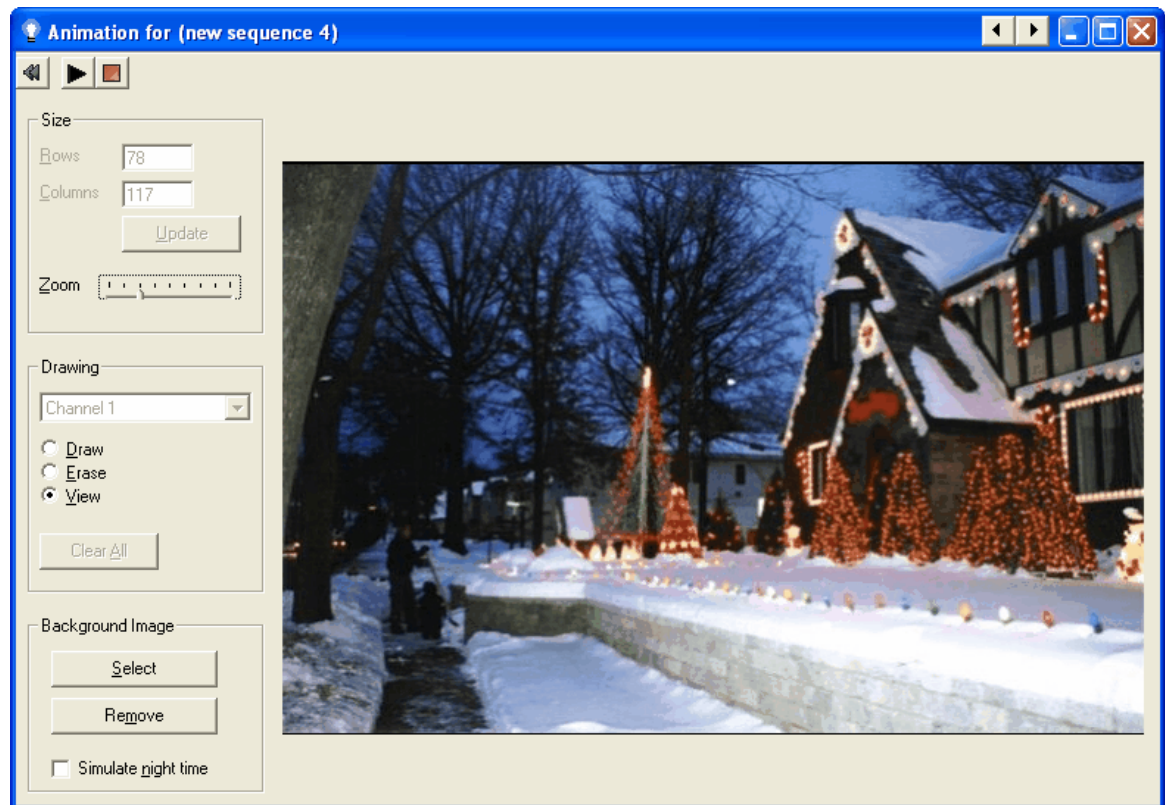 Animation for (new sequence 4)
Size
Rows 78
Columns 117
Update
Zoom
Drawing
Channel 1
Draw
Erase
View
Clear All
Background Image
Select
Remove
Simulate night time